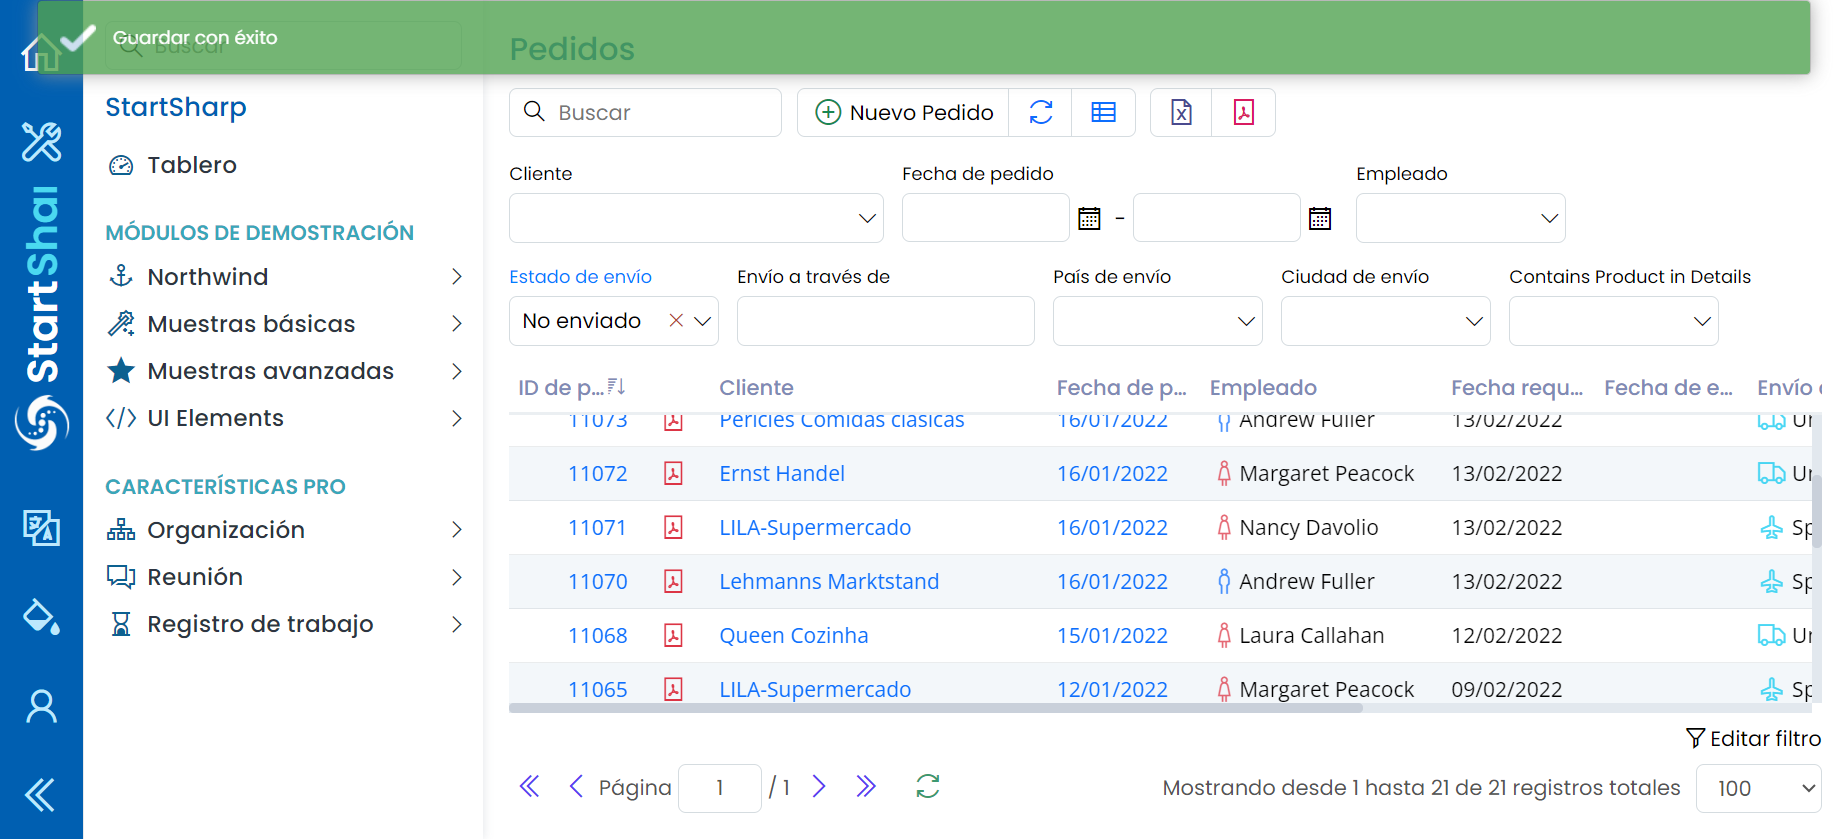 Guardar con éxito
Buscar
Pedidos
StartSharp
Tablero
MÓDULOS DE DEMOSTRACIÓN
Northwind
Muestras básicas
Muestras avanzadas
UI Elements
CARACTERÍSTICAS PRO
Organización
Reunión
Registro de trabajo
StartShar
Buscar
Nuevo Pedido
Cliente
Fecha de pedido
-
Empleado
Estado de envío
Envío a través de
País de envío
Ciudad de envío
Contains Product in Details
No enviado
ID de p... Cliente Fecha de p... Empleado Fecha requ... Fecha de e... Envío
11073 Pericles Comidas clásicas 16/01/2022 Andrew Fuller 13/02/2022 Un
11072 Ernst Handel 16/01/2022 Margaret Peacock 13/02/2022 Un
11071 LILA-Supermercado 16/01/2022 Nancy Davolio 13/02/2022 Sp
11070 Lehmanns Marktstand 16/01/2022 Andrew Fuller 13/02/2022 Sp
11068 Queen Cozinha 15/01/2022 Laura Callahan 12/02/2022 Un
11065 LILA-Supermercado 12/01/2022 Margaret Peacock 09/02/2022 Sp
Editar filtro
Página 1 / 1
Mostrando desde 1 hasta 21 de 21 registros totales
100